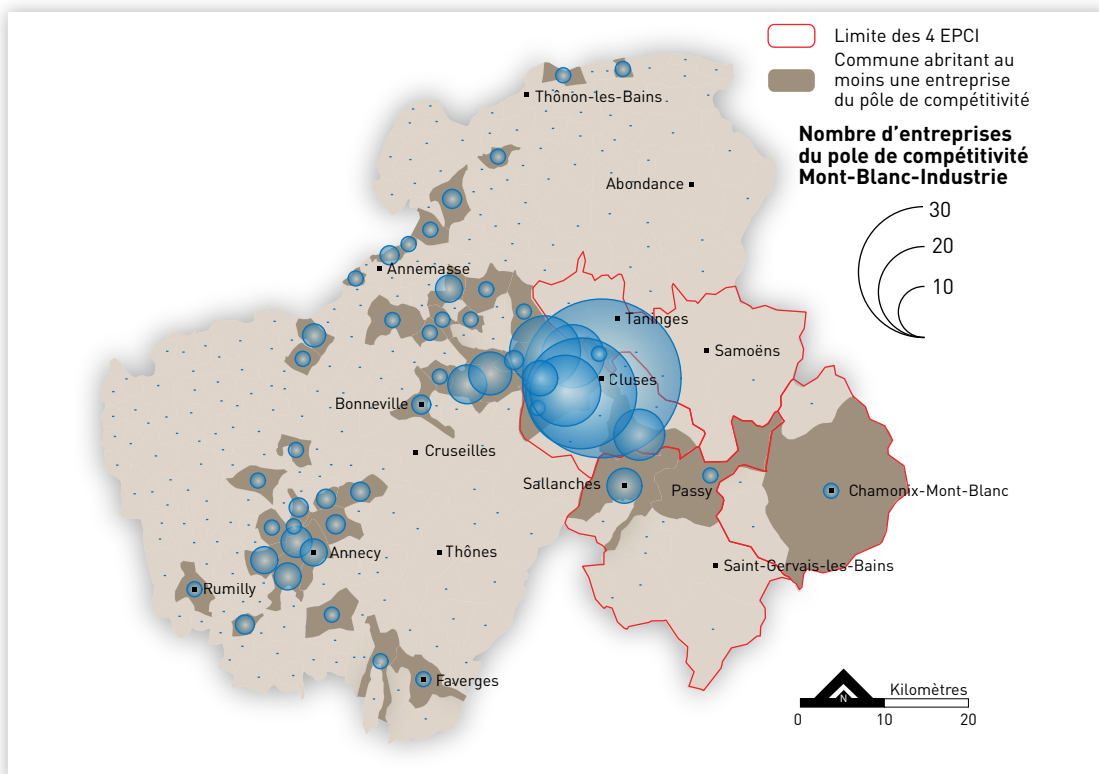 Limite des 4 EPCI
Commune abritant au
moins une entreprise
du pôle de compétitivité
Nombre d'entreprises
du pole de compétitivité
Mont-Blanc-Industrie
30
20
10
Thônon-les-Bains
Abondance
Annemasse
Taninges
Samoëns
Cluses
Bonneville
Cruseilles
Sallanches
Passy
Chamonix-Mont-Blanc
Annecy
Thônes
Saint-Gervais-les-Bains
Rumilly
Faverges
Kilomètres
N
0 10 20